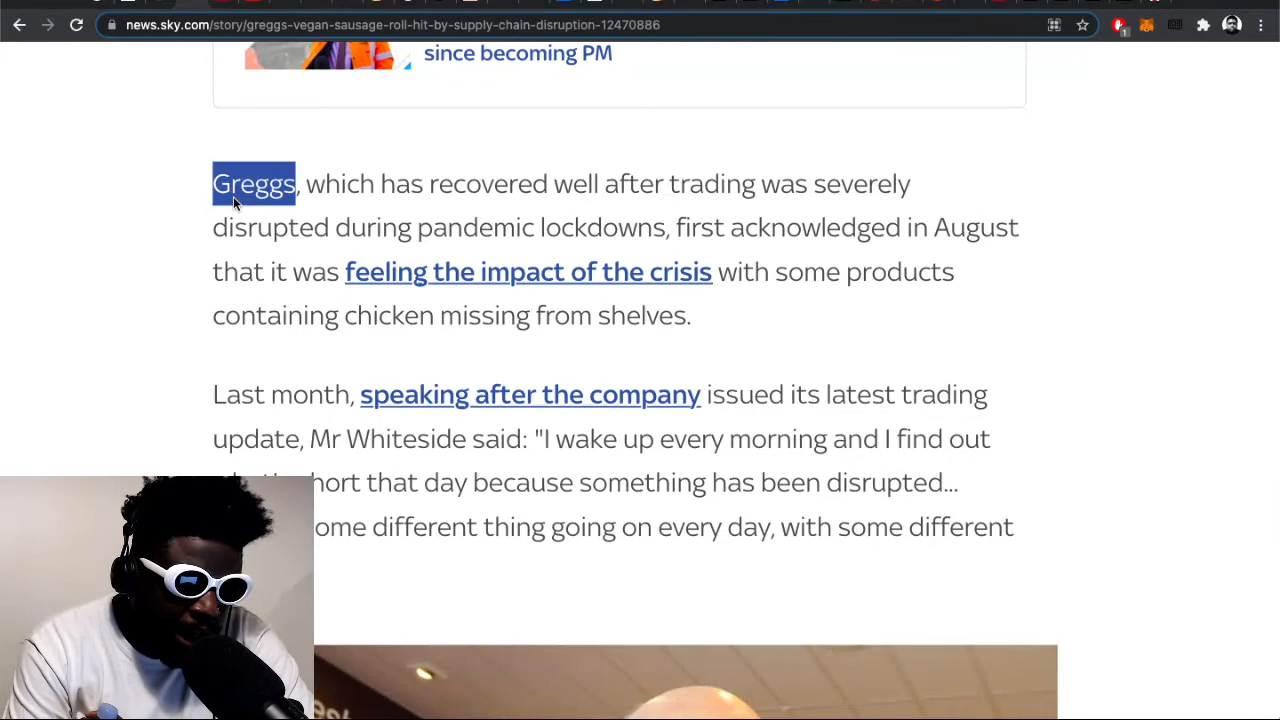 news.sky.com/story/greggs-vegan-sausage-roll-hit-by-supply-chain-disruption-12470886
1
since becoming PM
Greggs, which has recovered well after trading was severely
disrupted during pandemic lockdowns, first acknowledged in August
that it was feeling the impact of the crisis with some products
containing chicken missing from shelves.
Last month, speaking after the company issued its latest trading
update, Mr Whiteside said: "I wake up every morning and I find out
that day because something has been disrupted...
different thing going on every day, with some different